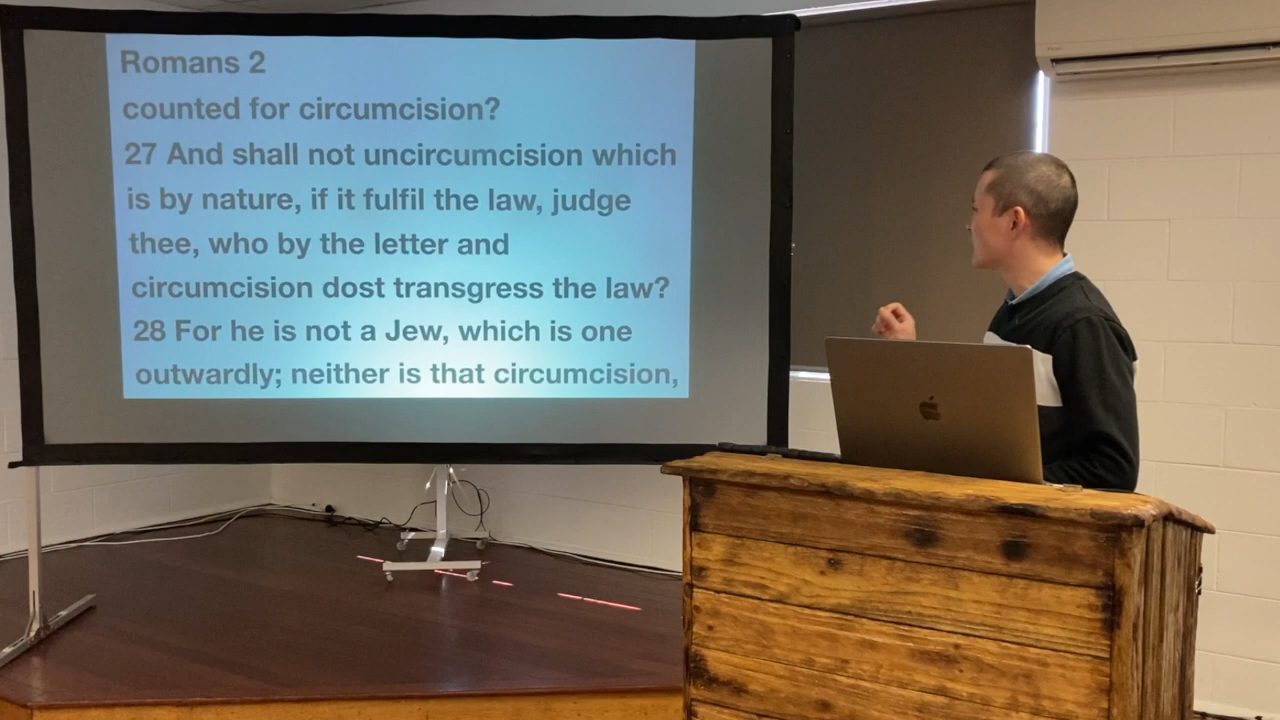 Romans 2
counted for circumcision?
27 And shall not uncircumcision which
is by nature, if it fulfil the law, judge
thee, who by the letter and
circumcision dost transgress the law?
28 For he is not a Jew, which is one
outwardly; neither is that circumcision,